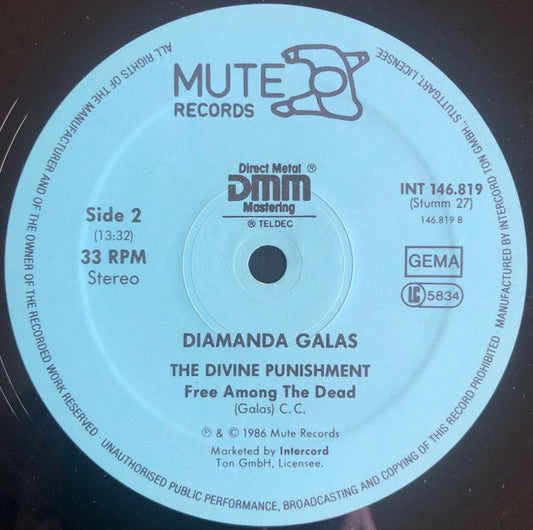 MUTE
RECORDS
Direct Metal ®
DMM
Mastering
® TELDEC
Side 2
(13:32)
33 RPM
Stereo
INT 146.819
(Stumm 27)
146.819 B
GEMA
LC 5834
DIAMANDA GALAS
THE DIVINE PUNISHMENT
Free Among The Dead
(Galas) C.C.
℗ & © 1986 Mute Records
Marketed by Intercord
Ton GmbH, Licensee.
ALL RIGHTS OF THE MANUFACTURER AND OF THE OWNER OF THE RECORDED WORK RESERVED · UNAUTHORISED PUBLIC PERFORMANCE, BROADCASTING AND COPYING OF THIS RECORD PROHIBITED · MANUFACTURED BY INTERCORD TON GMBH., STUTTGART, LICENSEE.